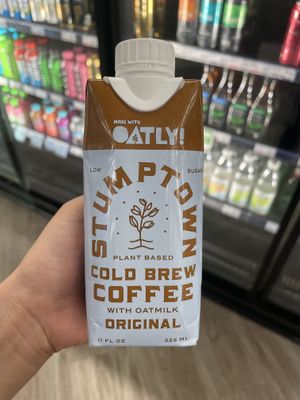 MADE WITH
OATLY!
LOW SUGAR
STUMPTOWN
PLANT BASED
COLD BREW
COFFEE
WITH OATMILK
ORIGINAL
11 FL OZ 325 ML